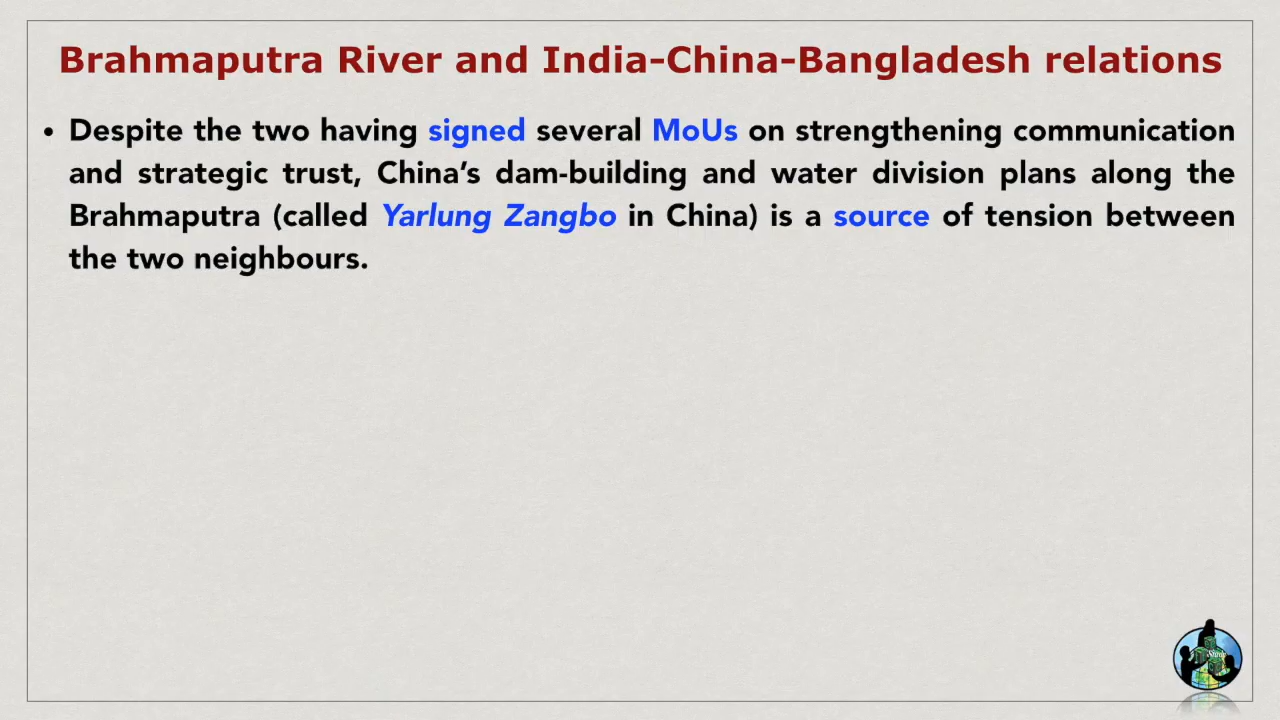 Brahmaputra River and India-China-Bangladesh relations
• Despite the two having signed several MoUs on strengthening communication
and strategic trust, China’s dam-building and water division plans along the
Brahmaputra (called Yarlung Zangbo in China) is a source of tension between
the two neighbours.